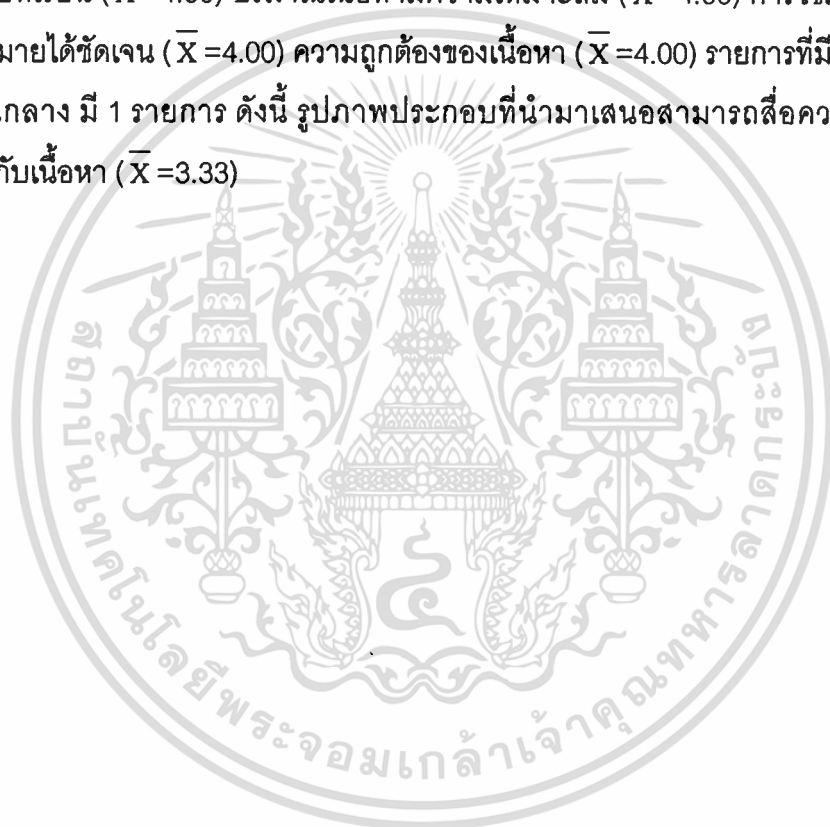 มายได้ชัดเจน ( X̄ =4.00) ความถูกต้องของเนื้อหา ( X̄ =4.00) รายการที่มี
กลาง มี 1 รายการ ดังนี้ รูปภาพประกอบที่นำมาเสนอสามารถสื่อคว
กับเนื้อหา ( X̄ =3.33)
สถาบันเทคโนโลยีพระจอมเกล้าเจ้าคุณทหารลาดกระบัง